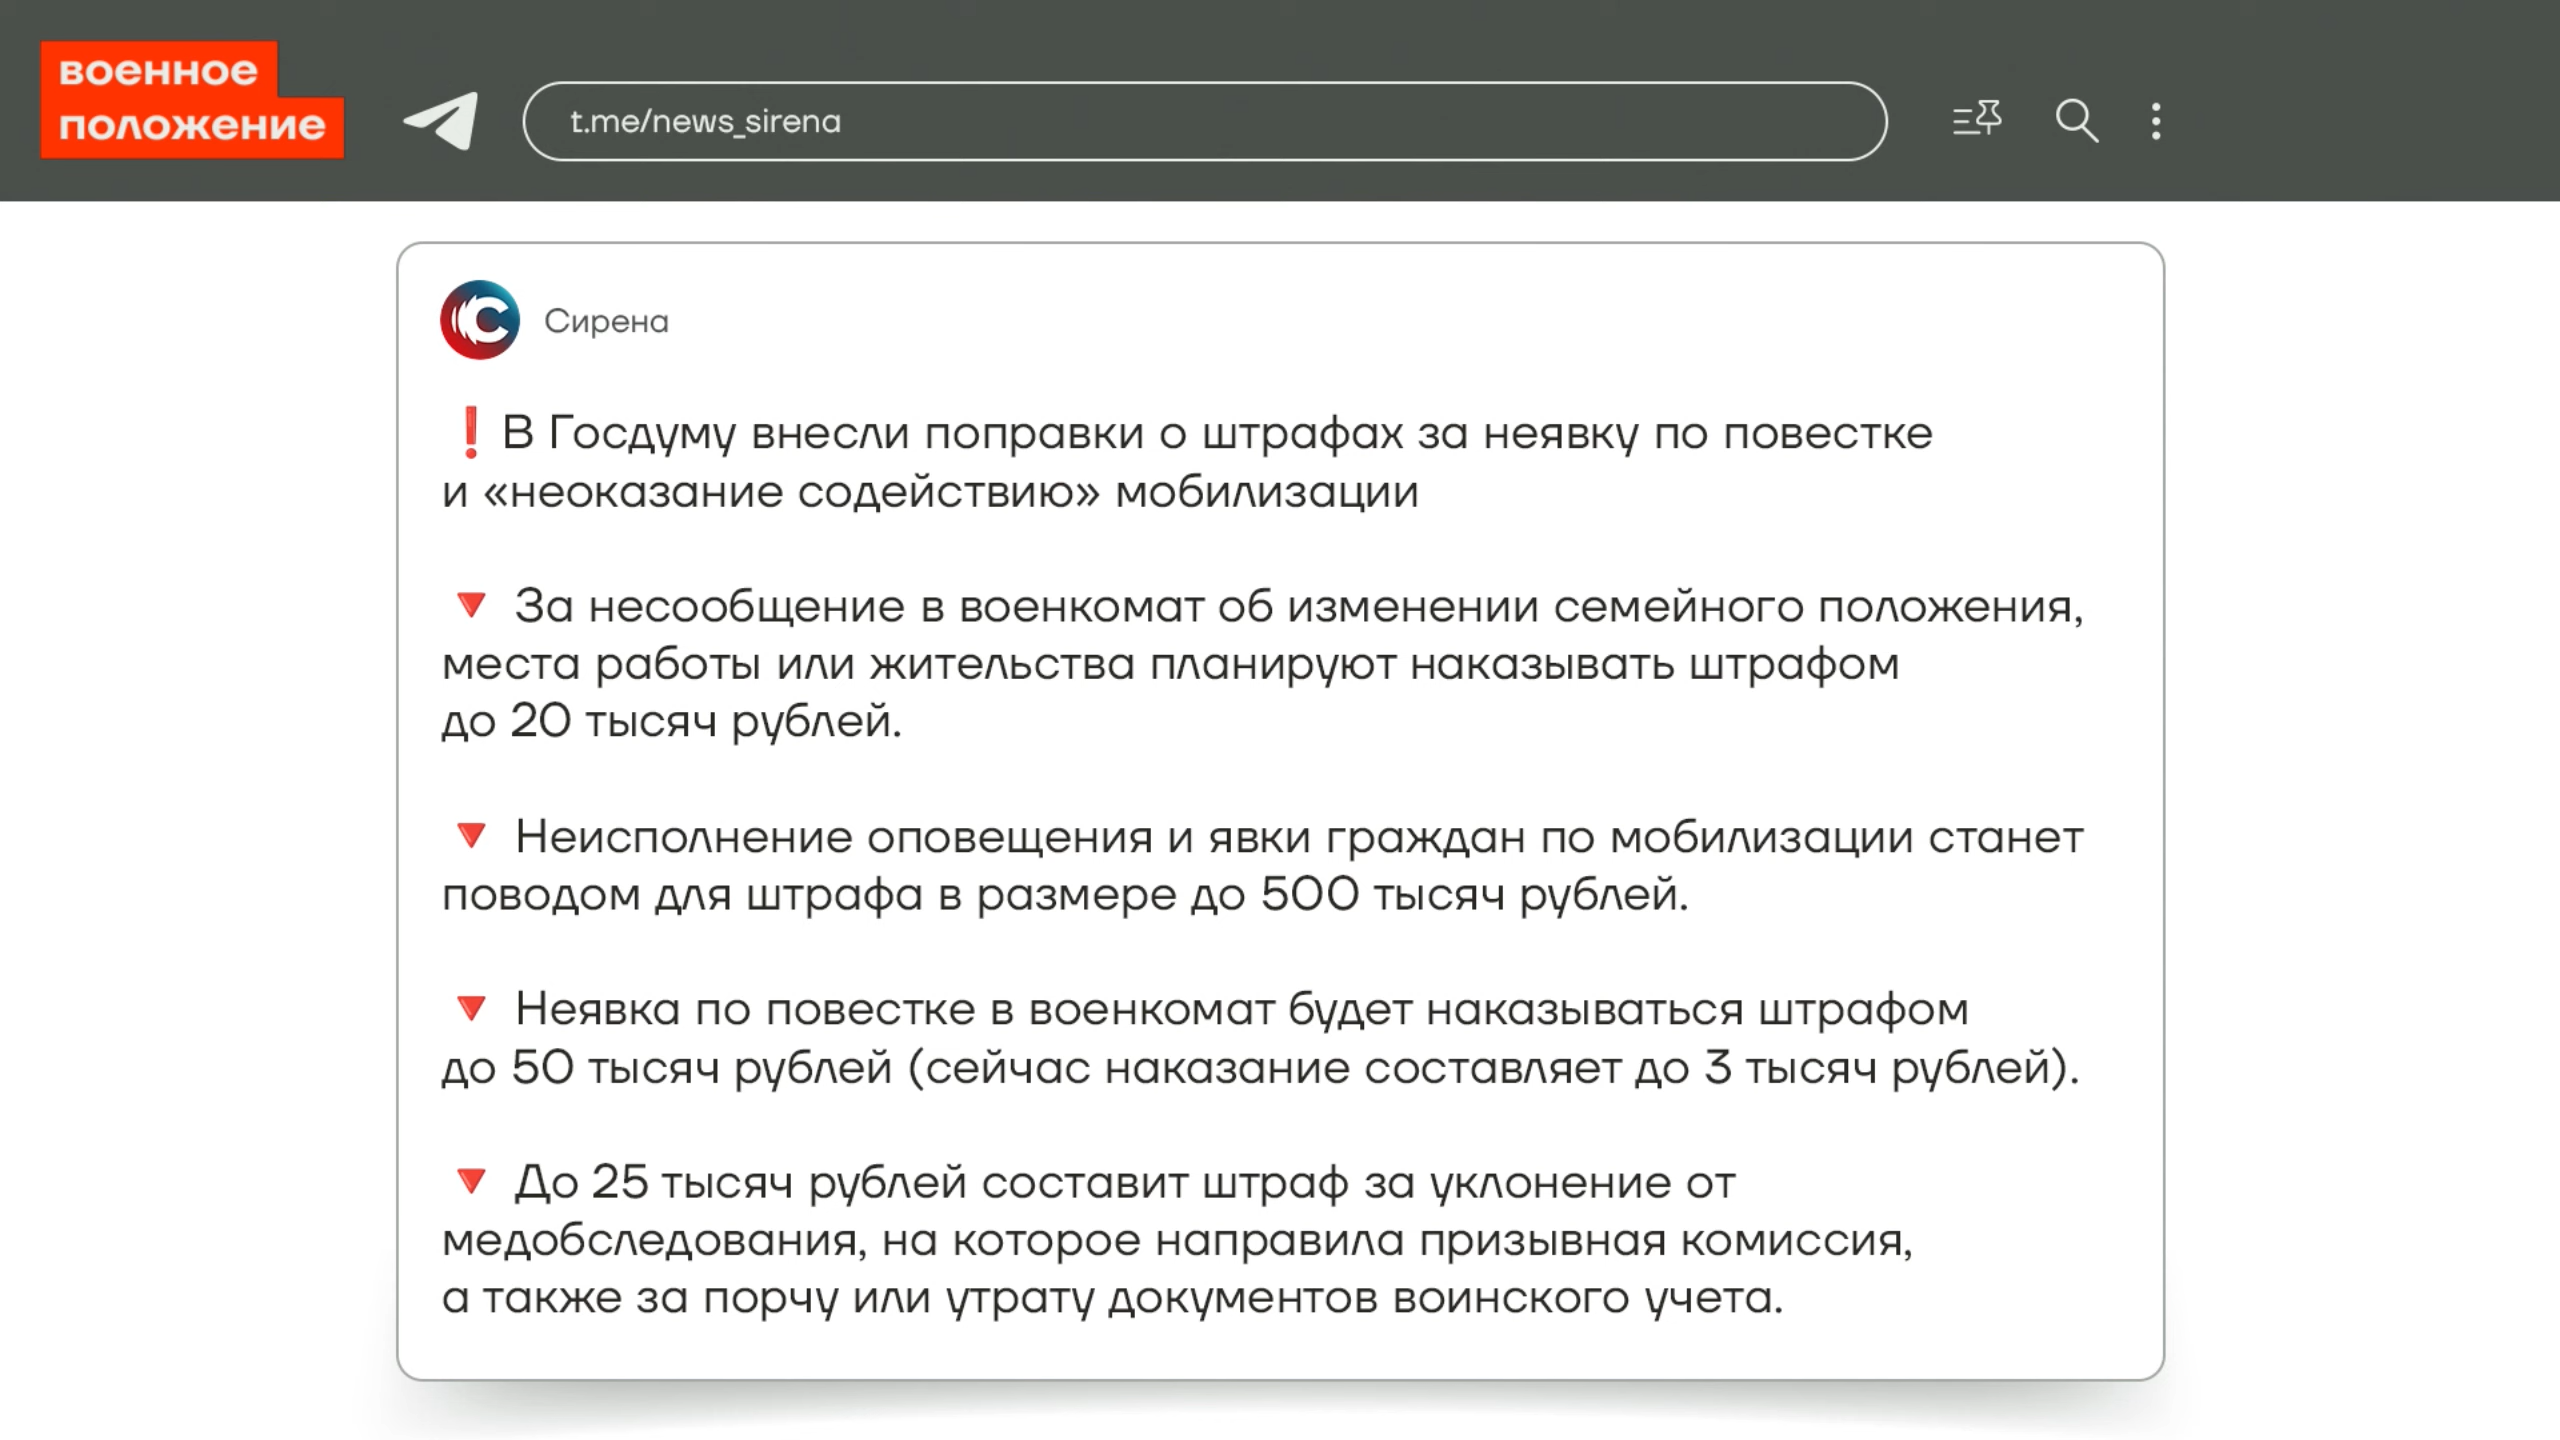 военное
положение
t.me/news_sirena
Сирена
❗В Госдуму внесли поправки о штрафах за неявку по повестке
и «неоказание содействию» мобилизации
🔻 За несообщение в военкомат об изменении семейного положения,
места работы или жительства планируют наказывать штрафом
до 20 тысяч рублей.
🔻 Неисполнение оповещения и явки граждан по мобилизации станет
поводом для штрафа в размере до 500 тысяч рублей.
🔻 Неявка по повестке в военкомат будет наказываться штрафом
до 50 тысяч рублей (сейчас наказание составляет до 3 тысяч рублей).
🔻 До 25 тысяч рублей составит штраф за уклонение от
медобследования, на которое направила призывная комиссия,
а также за порчу или утрату документов воинского учета.